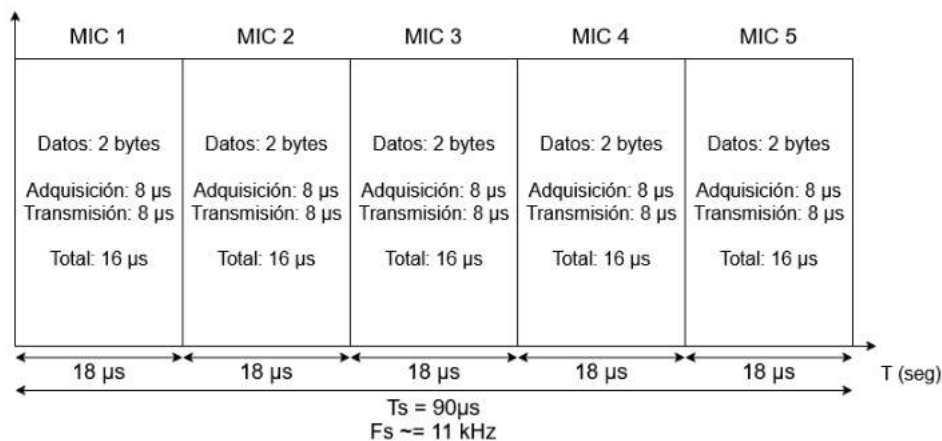 MIC 1 MIC 2 MIC 3 MIC 4 MIC 5
Datos: 2 bytes Datos: 2 bytes Datos: 2 bytes Datos: 2 bytes Datos: 2 bytes
Adquisición: 8 µs Adquisición: 8 µs Adquisición: 8 µs Adquisición: 8 µs Adquisición: 8 µs
Transmisión: 8 µs Transmisión: 8 µs Transmisión: 8 µs Transmisión: 8 µs Transmisión: 8 µs
Total: 16 µs Total: 16 µs Total: 16 µs Total: 16 µs Total: 16 µs
18 µs 18 µs 18 µs 18 µs 18 µs T (seg)
Ts = 90µs
Fs ~= 11 kHz